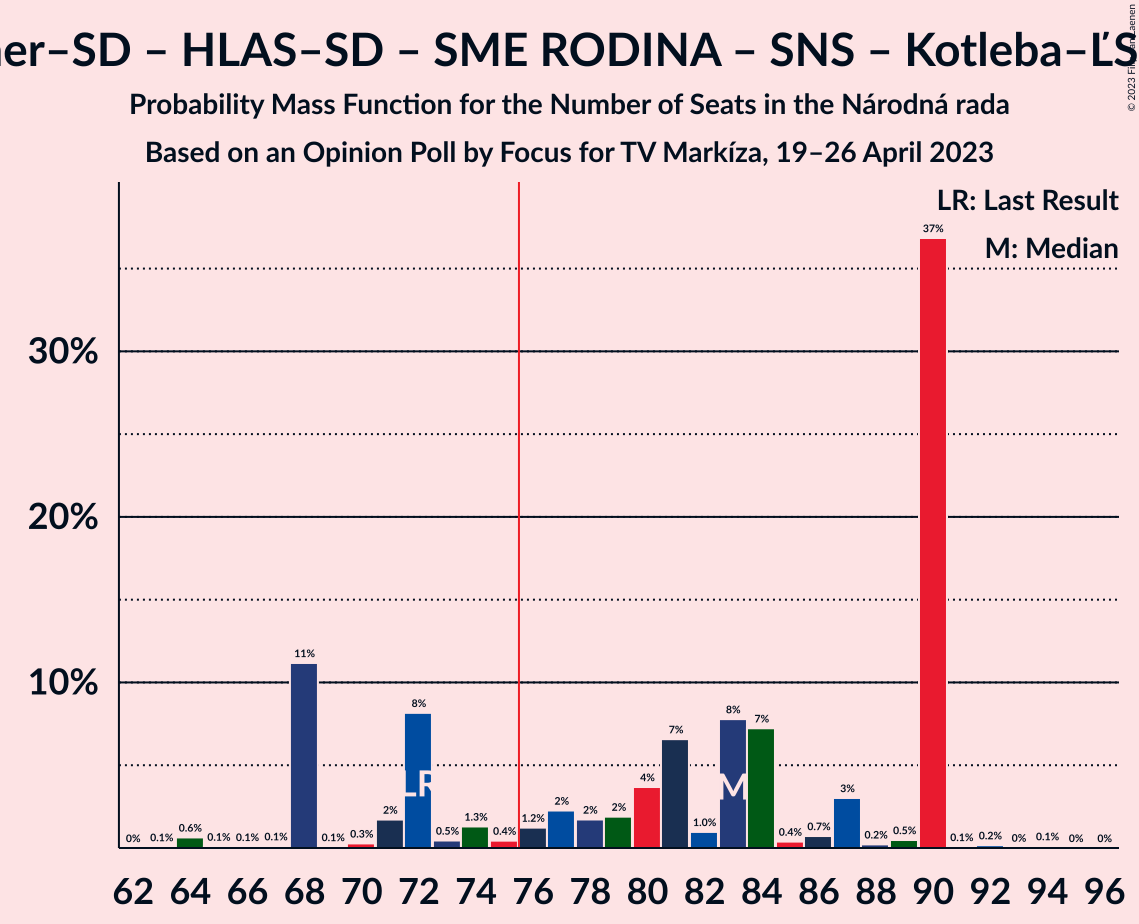 er–SD – HLAS–SD – SME RODINA – SNS – Kotleba–ĽS
Probability Mass Function for the Number of Seats in the Národná rada
Based on an Opinion Poll by Focus for TV Markíza, 19–26 April 2023
© 2023
LR: Last Result
M: Median
37%
30%
20%
11%
10%
8%
8%
7%
7%
LR
M
4%
3%
0% 0.1% 0.6% 0.1% 0.1% 0.1% 0.1% 0.3% 2% 0.5% 1.3% 0.4% 1.2% 2% 2% 2% 1.0% 0.4% 0.7% 0.2% 0.5% 0.1% 0.2% 0% 0.1% 0% 0%
62 64 66 68 70 72 74 76 78 80 82 84 86 88 90 92 94 96